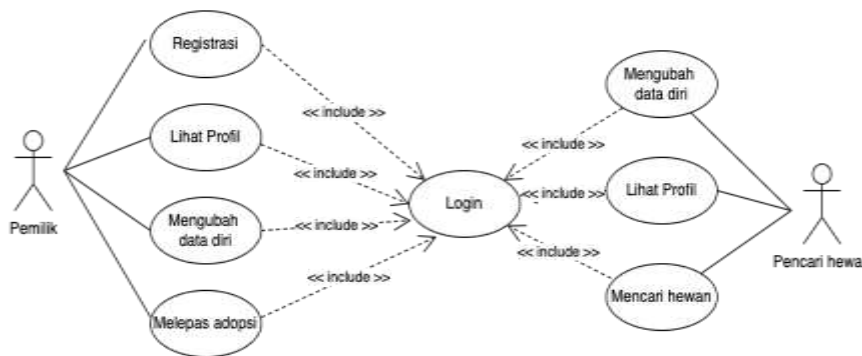 Registrasi
<< include >>
Lihat Profil
<< include >>
Pemilik
Mengubah
data diri
<< include >>
Melepas adopsi
<< include >>
Login
Mengubah
data diri
<< include >>
Lihat Profil
<< include >>
Mencari hewan
<< include >>
Pencari hewa